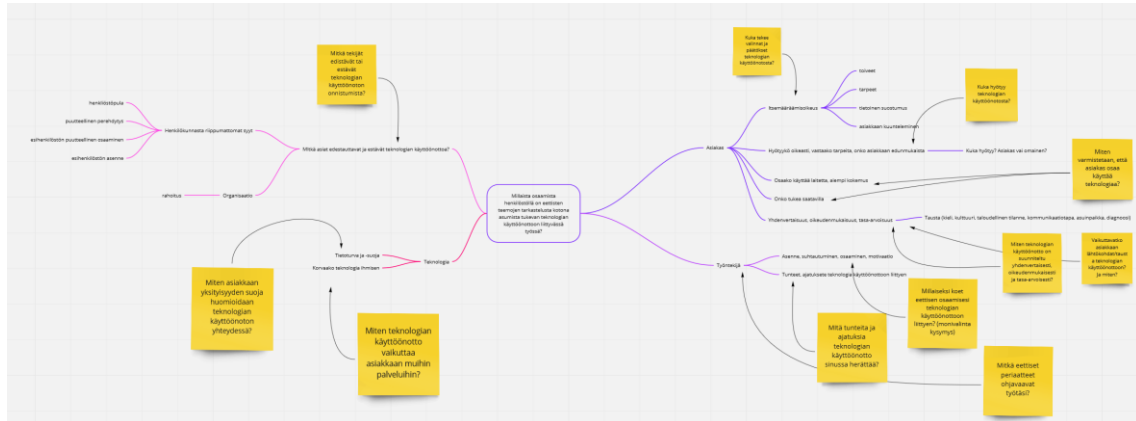 Mitkä tekijät
edistävät tai
estävät
teknologian
käyttöönoton
onnistumista?
henkilöstöpula
puutteellinen perehdytys
esihenkilöstön puutteellinen osaaminen
esihenkilöstön asenne
Henkilökunnasta riippumattomat syyt
rahoitus
Organisaatio
Mitkä asiat edesauttavat ja estävät teknologian käyttöönottoa?
Millaista osaamista
henkilöstöllä on eettisten
teemojen tarkastelusta kotona
asumista tukevan teknologian
käyttöönottoon liittyvässä
työssä?
Teknologia
Tietoturva ja -suoja
Korvaako teknologia ihmisen
Miten asiakkaan
yksityisyyden suoja
huomioidaan
teknologian
käyttöönoton
yhteydessä?
Miten teknologian
käyttöönotto
vaikuttaa
asiakkaan muihin
palveluihin?
Kuka tekee
valinnat ja
päätökset
teknologian
käyttöönotosta?
Asiakas
Itsemääräämisoikeus
toiveet
tarpeet
tietoinen suostumus
asiakkaan kuunteleminen
Kuka hyötyy
teknologian
käyttöönotosta?
Hyötyykö oikeasti, vastaako tarpeita, onko asiakkaan edunmukaista
Kuka hyötyy? Asiakas vai omainen?
Osaako käyttää laitetta, aiempi kokemus
Onko tukea saatavilla
Miten
varmistetaan, että
asiakas osaa
käyttää
teknologiaa?
Yhdenvertaisuus, oikeudenmukaisuus, tasa-arvoisuus
Tausta (kieli, kulttuuri, taloudellinen tilanne, kommunikaatiotapa, asuinpaikka, diagnoosi)
Miten teknologian
käyttöönotto on
suunniteltu
yhdenvertaisesti,
oikeudenmukaisesti
ja tasa-arvoisesti?
Vaikuttavatko
asiakkaan
teknologian
käyttöönottoon?
Ja miten?
Työntekijä
Asenne, suhtautuminen, osaaminen, motivaatio
Tunteet, ajatuksia teknologia käyttöönottoon liittyen
Millaiseksi koet
eettisen osaamisesi
teknologian
käyttöönottoon
liittyen? (monivalinta
kysymys)
Mitä tunteita ja
ajatuksia
teknologian
käyttöönotto
sinussa herättää?
Mitkä eettiset
periaatteet
ohjaavat
työtäsi?